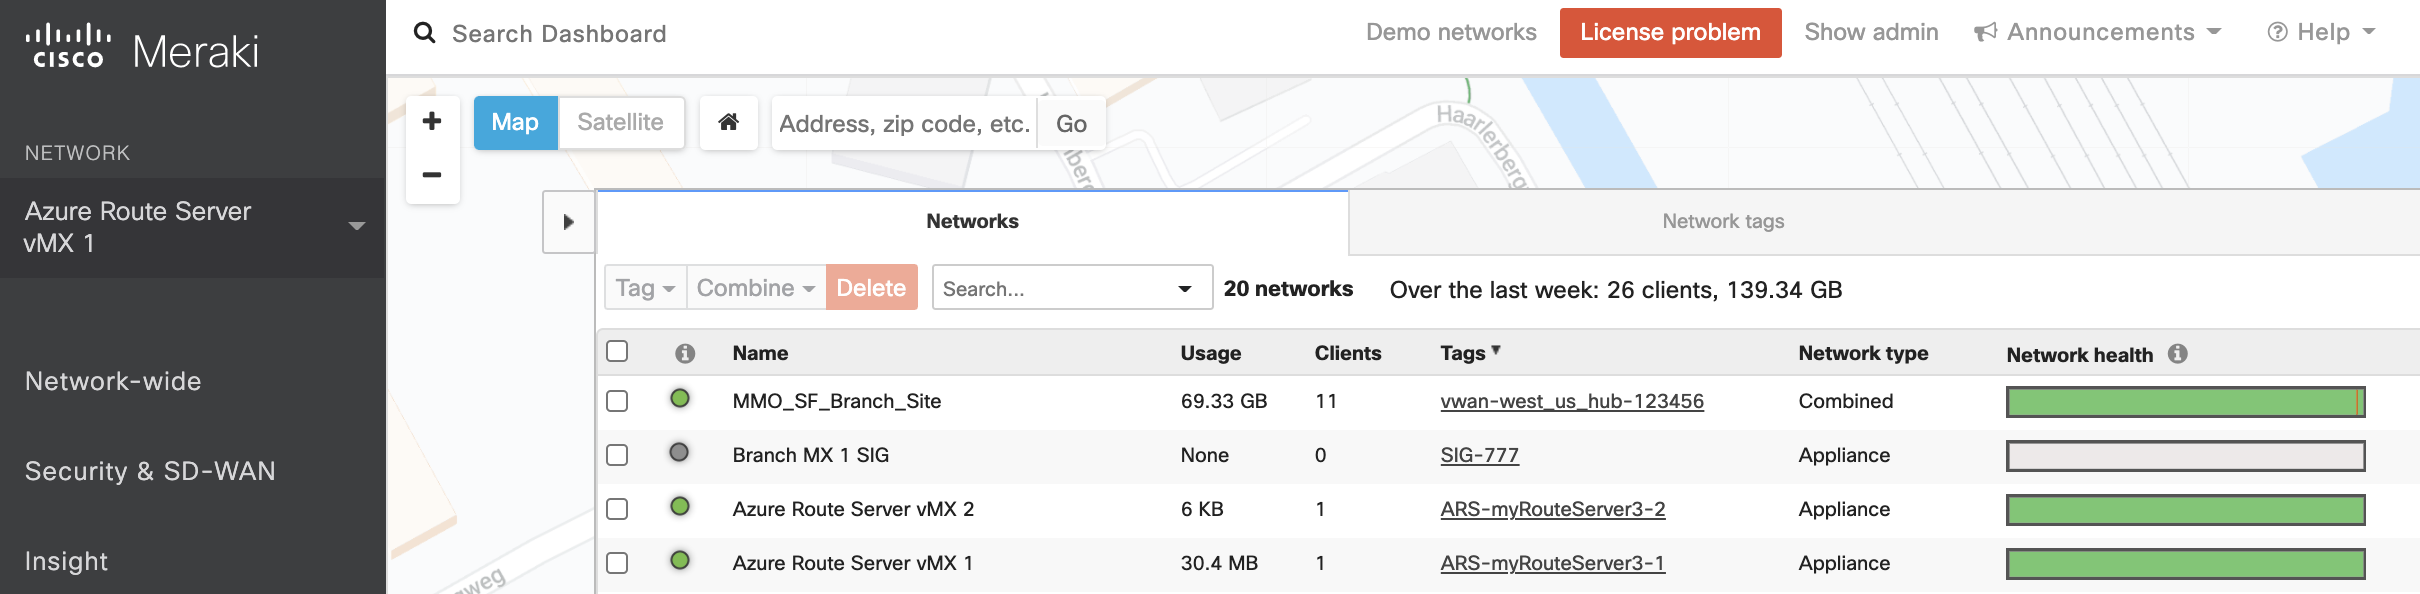 cisco Meraki
Search Dashboard
Demo networks License problem Show admin Announcements Help
NETWORK
Azure Route Server
vMX 1
Network-wide
Security & SD-WAN
Insight
Map Satellite Address, zip code, etc. Go
Haarlerberg
Networks Network tags
Tag Combine Delete Search... 20 networks Over the last week: 26 clients, 139.34 GB
Name Usage Clients Tags Network type Network health
MMO_SF_Branch_Site 69.33 GB 11 vwan-west_us_hub-123456 Combined
Branch MX 1 SIG None 0 SIG-777 Appliance
Azure Route Server vMX 2 6 KB 1 ARS-myRouteServer3-2 Appliance
Azure Route Server vMX 1 30.4 MB 1 ARS-myRouteServer3-1 Appliance